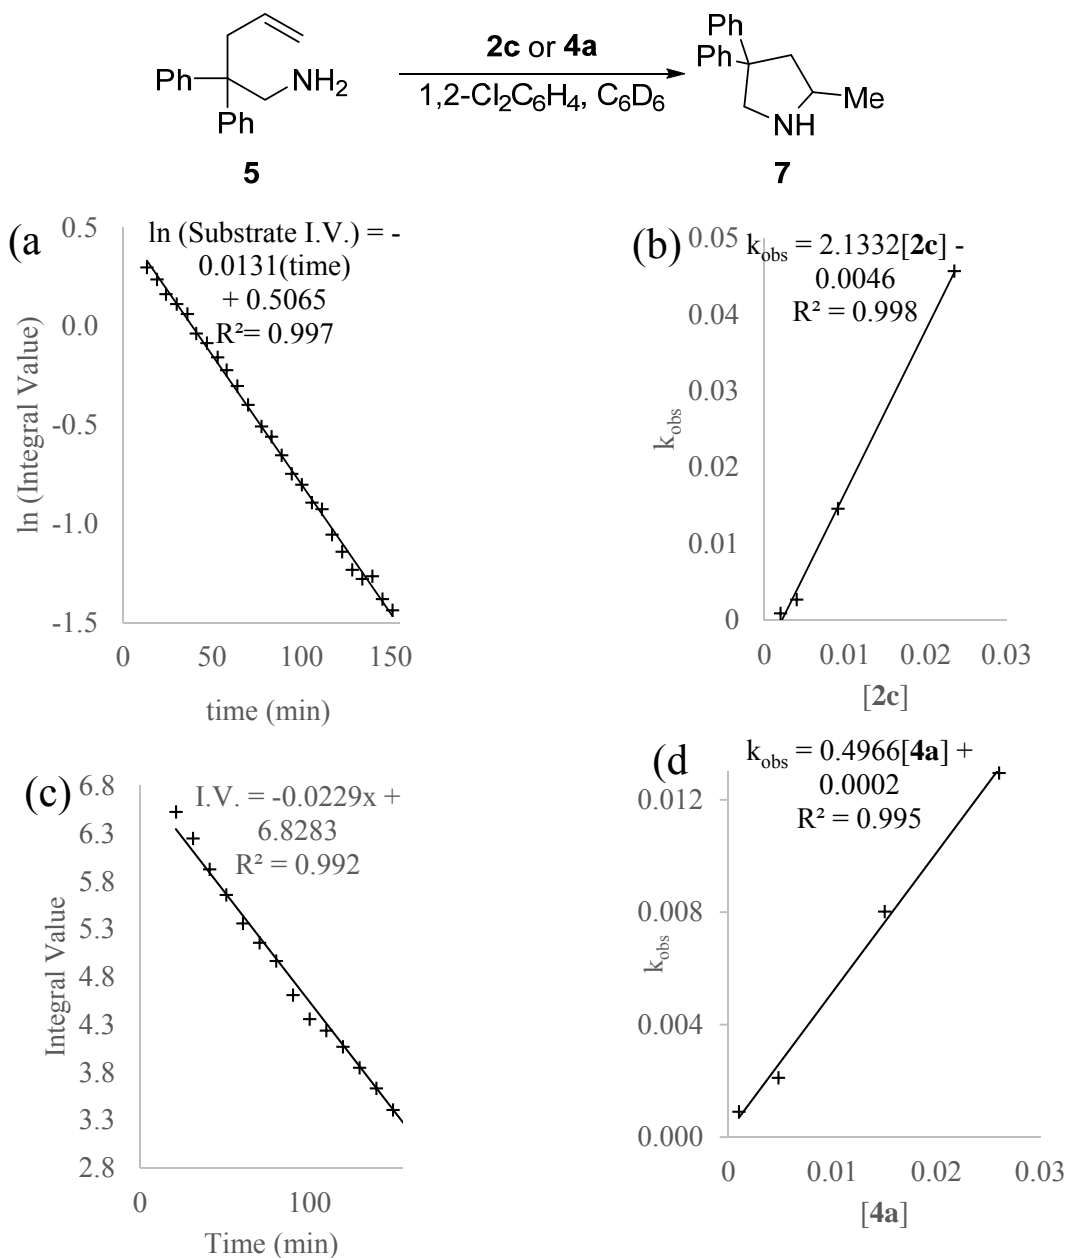 2c or 4a
Ph
NH2
Ph
1,2-Cl2C6H4, C6D6
Ph
Ph
Me
NH
5
7
(a
ln (Substrate I.V.) = -
0.0131(time)
+ 0.5065
R²= 0.997
0.5
0.0
-0.5
-1.0
-1.5
ln (Integral Value)
0 50 100 150
time (min)
(b)
kobs = 2.1332[2c] -
0.0046
R² = 0.998
0.05
0.04
0.03
0.02
0.01
0
kobs
0 0.01 0.02 0.03
[2c]
(c)
I.V. = -0.0229x +
6.8283
R² = 0.992
6.8
6.3
5.8
5.3
4.8
4.3
3.8
3.3
2.8
Integral Value
0 100
Time (min)
(d
kobs = 0.4966[4a] +
0.0002
R² = 0.995
0.012
0.008
0.004
0.000
kobs
0 0.01 0.02 0.03
[4a]